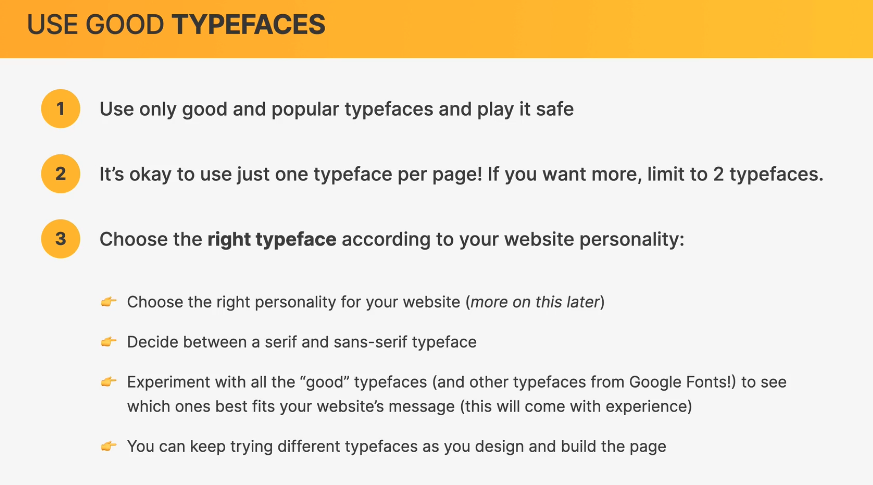 USE GOOD TYPEFACES
1 Use only good and popular typefaces and play it safe
2 It’s okay to use just one typeface per page! If you want more, limit to 2 typefaces.
3 Choose the right typeface according to your website personality:
👉 Choose the right personality for your website (more on this later)
👉 Decide between a serif and sans-serif typeface
👉 Experiment with all the “good” typefaces (and other typefaces from Google Fonts!) to see
which ones best fits your website’s message (this will come with experience)
👉 You can keep trying different typefaces as you design and build the page